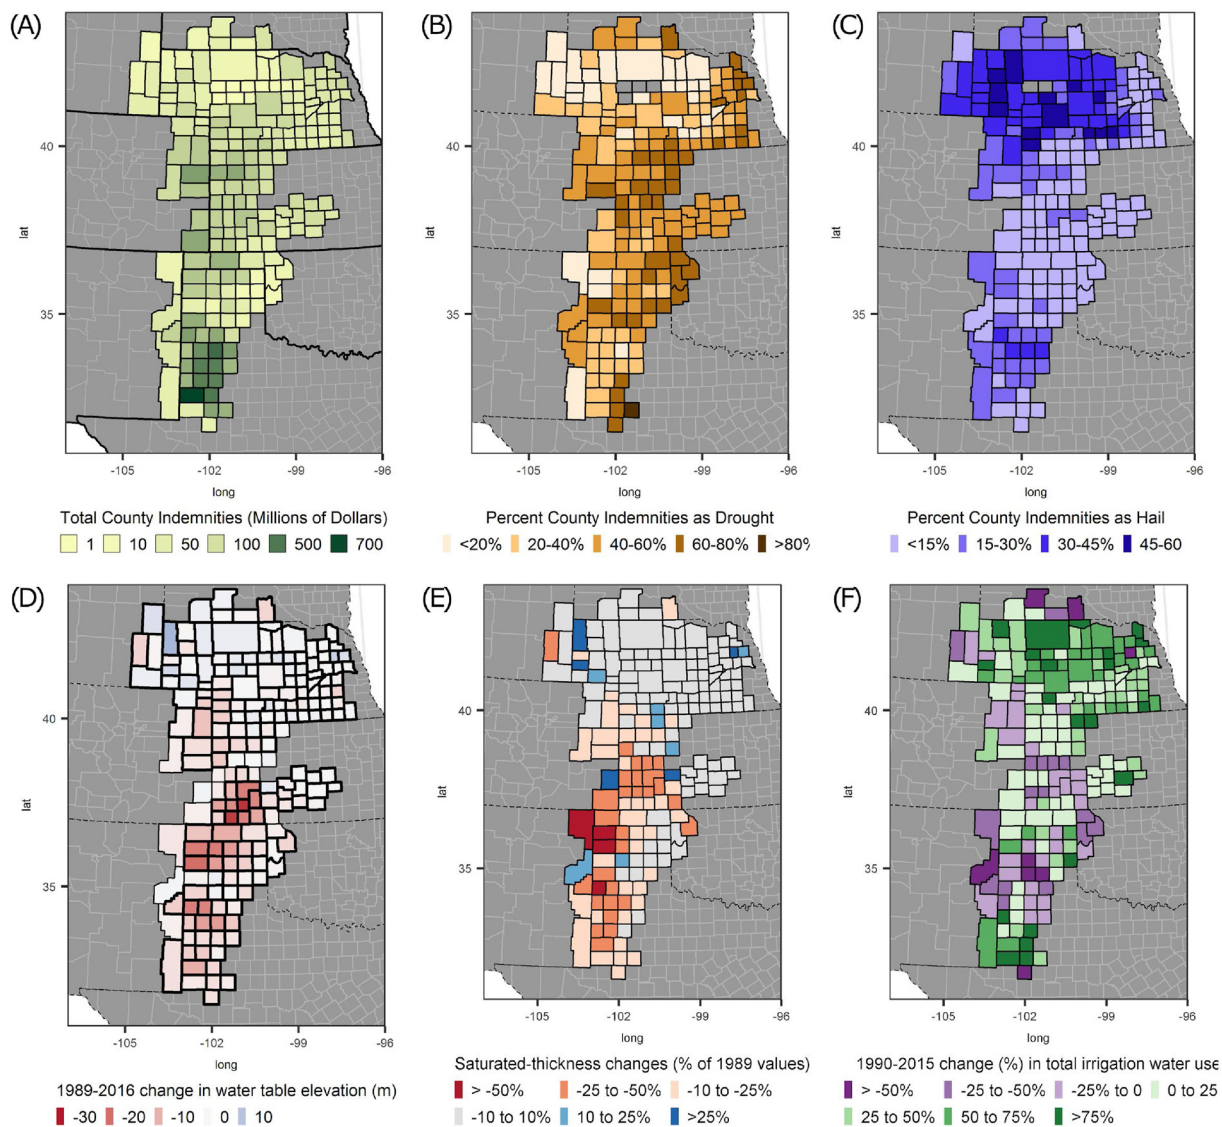 (A) (B) (C)
40
35
lat lat lat
-105 -102 -99 -96 -105 -102 -99 -96 -105 -102 -99 -96
long long long
Total County Indemnities (Millions of Dollars) Percent County Indemnities as Drought Percent County Indemnities as Hail
1 10 50 100 500 700 <20% 20-40% 40-60% 60-80% >80% <15% 15-30% 30-45% 45-60
(D) (E) (F)
40 40 40
35 35 35
lat lat lat
-105 -102 -99 -96 -105 -102 -99 -96 -105 -102 -99 -96
long long long
1989-2016 change in water table elevation (m) Saturated-thickness changes (% of 1989 values) 1990-2015 change (%) in total irrigation water use
-30 -20 -10 0 10 > -50% -25 to -50% -10 to -25% > -50% -25 to -50% -25% to 0 0 to 25
-10 to 10% 10 to 25% >25% 25 to 50% 50 to 75% >75%